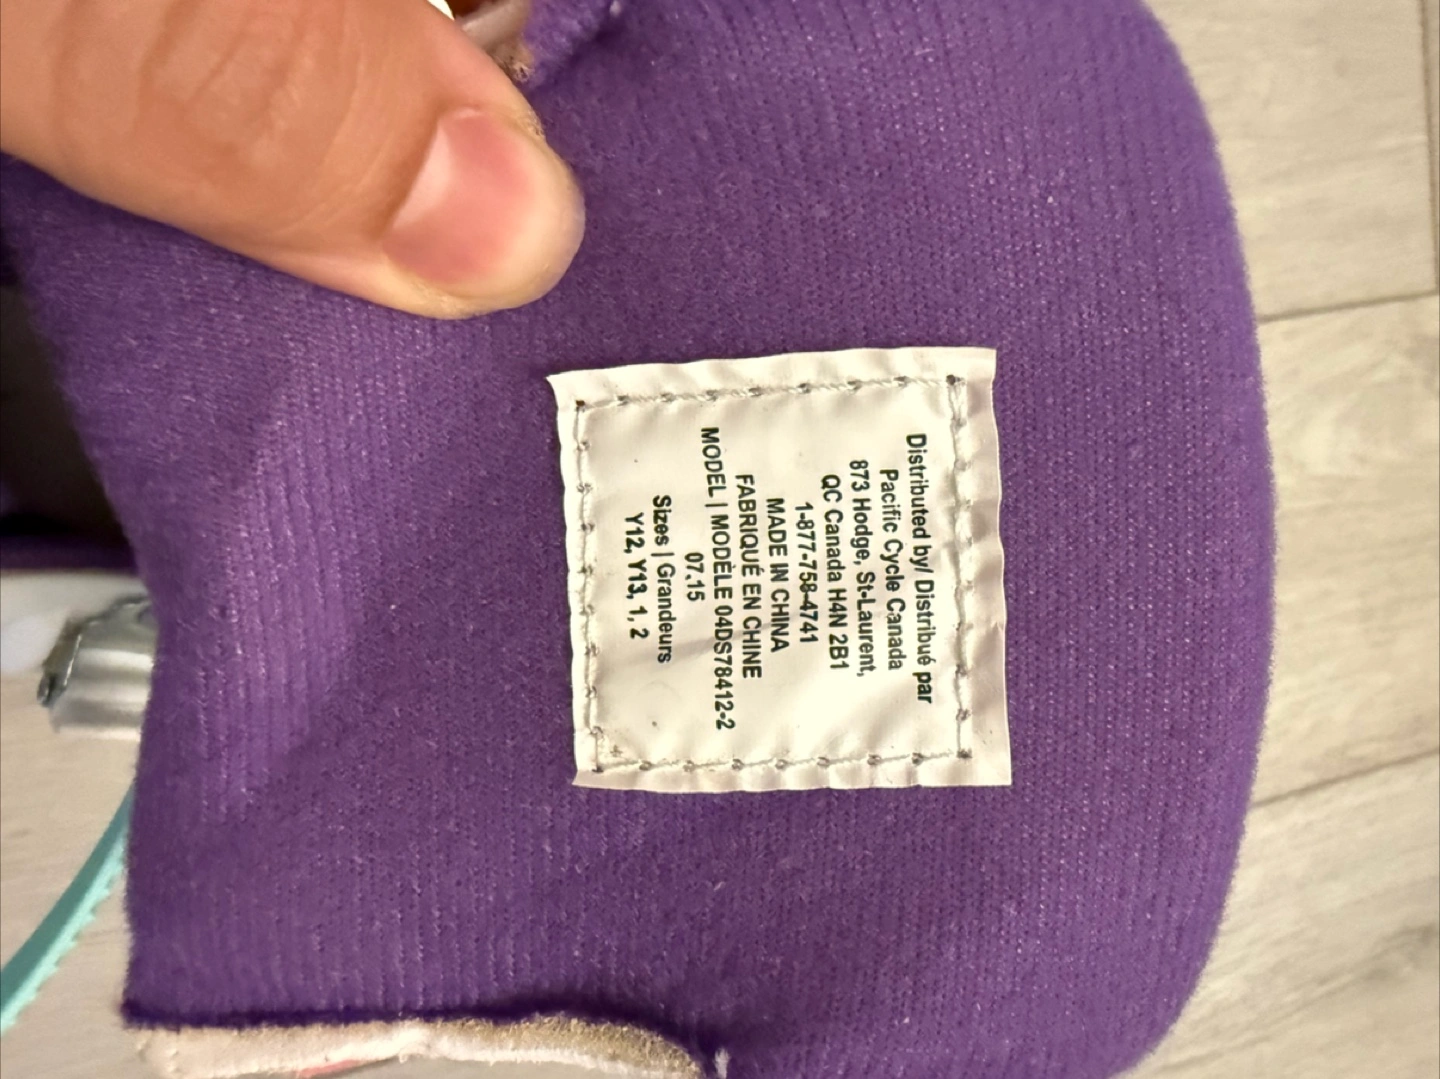 Distributed by/ Distribué par
Pacific Cycle Canada
873 Hodge, St-Laurent,
QC Canada H4N 2B1
1-877-758-4741
MADE IN CHINA
FABRIQUÉ EN CHINE
MODEL | MODÈLE 04DS78412-2
07.15
Sizes | Grandeurs
Y12, Y13, 1, 2